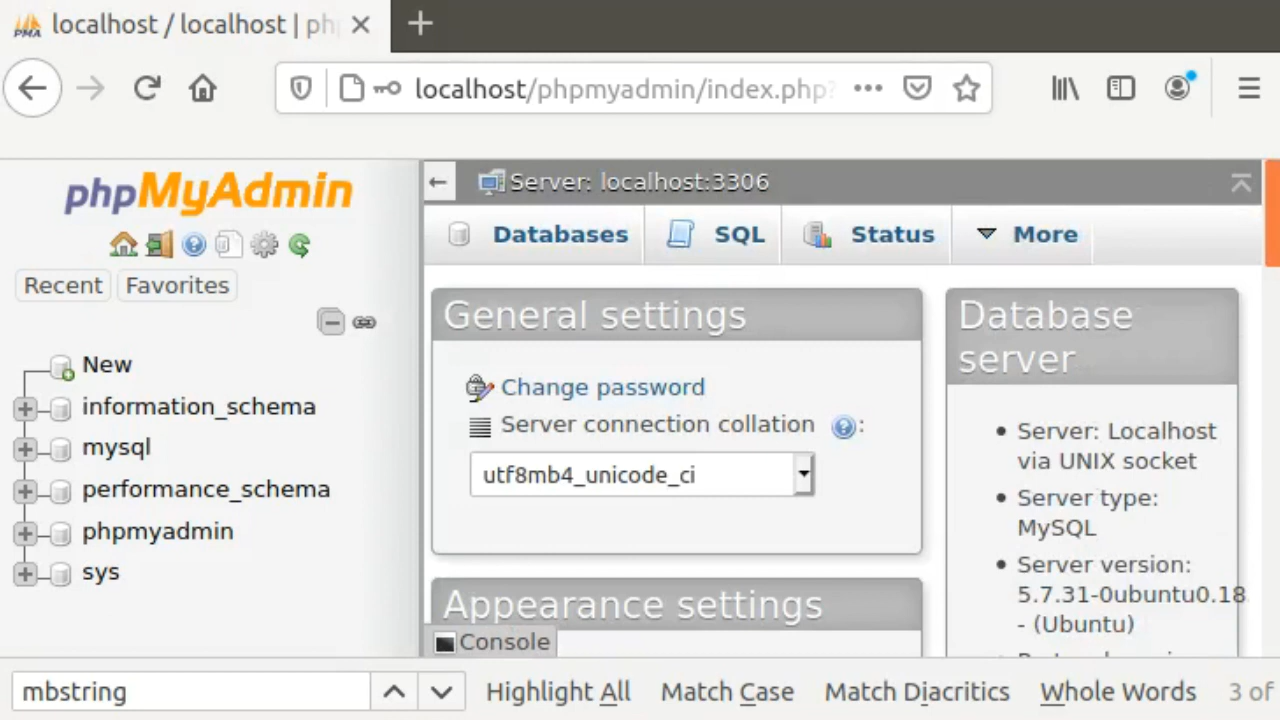 localhost / localhost | php
localhost/phpmyadmin/index.php?
phpMyAdmin
Recent
Favorites
New
information_schema
mysql
performance_schema
phpmyadmin
sys
Server: localhost:3306
Databases
SQL
Status
More
General settings
Change password
Server connection collation :
utf8mb4_unicode_ci
Appearance settings
Console
Database
server
Server: Localhost
via UNIX socket
Server type:
MySQL
Server version:
5.7.31-0ubuntu0.18
- (Ubuntu)
mbstring
Highlight All
Match Case
Match Diacritics
Whole Words
3 of